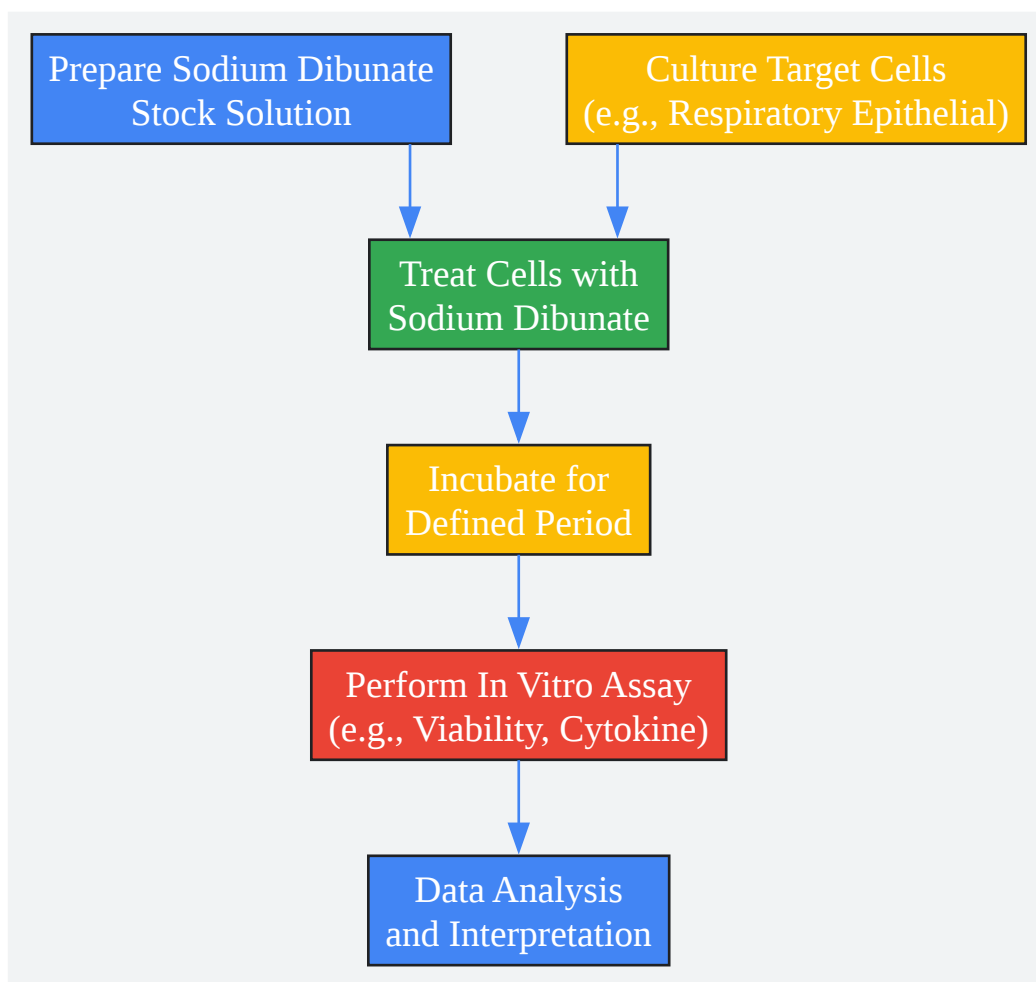 Prepare Sodium Dibunate
Stock Solution
Culture Target Cells
(e.g., Respiratory Epithelial)
Treat Cells with
Sodium Dibunate
Incubate for
Defined Period
Perform In Vitro Assay
(e.g., Viability, Cytokine)
Data Analysis
and Interpretation